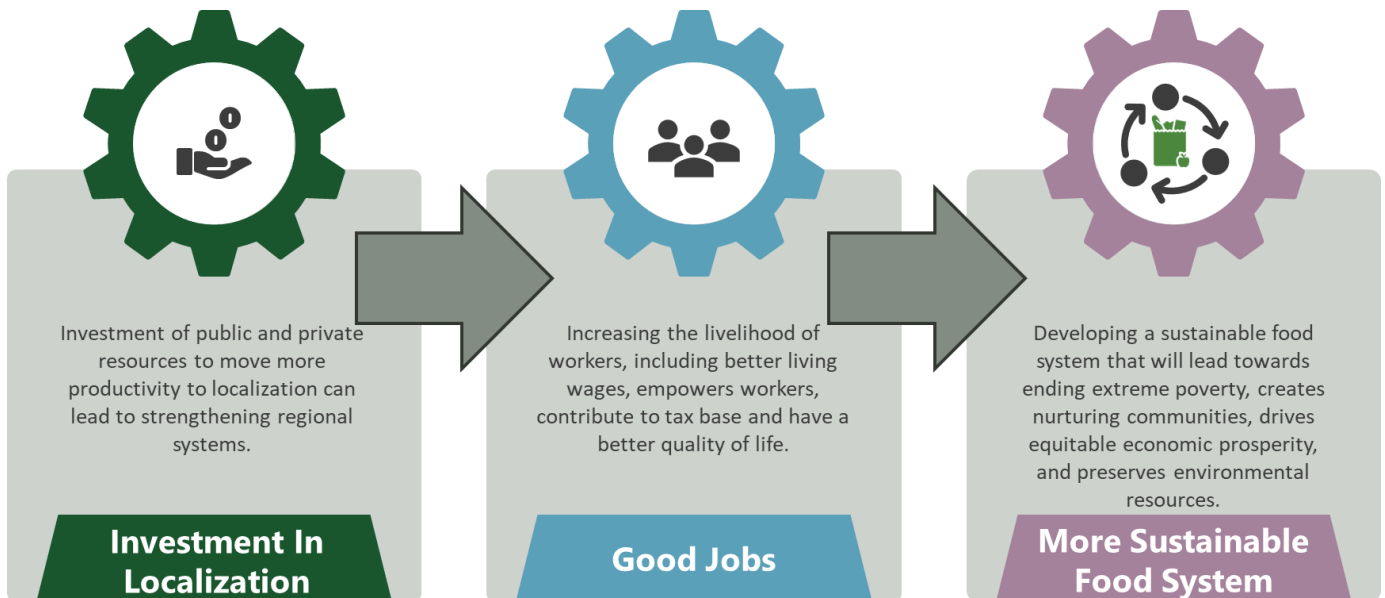 Investment of public and private
resources to move more
productivity to localization can
lead to strengthening regional
systems.
Investment In
Localization
Increasing the livelihood of
workers, including better living
wages, empowers workers,
contribute to tax base and have a
better quality of life.
Good Jobs
Developing a sustainable food
system that will lead towards
ending extreme poverty, creates
nurturing communities, drives
equitable economic prosperity,
and preserves environmental
resources.
More Sustainable
Food System